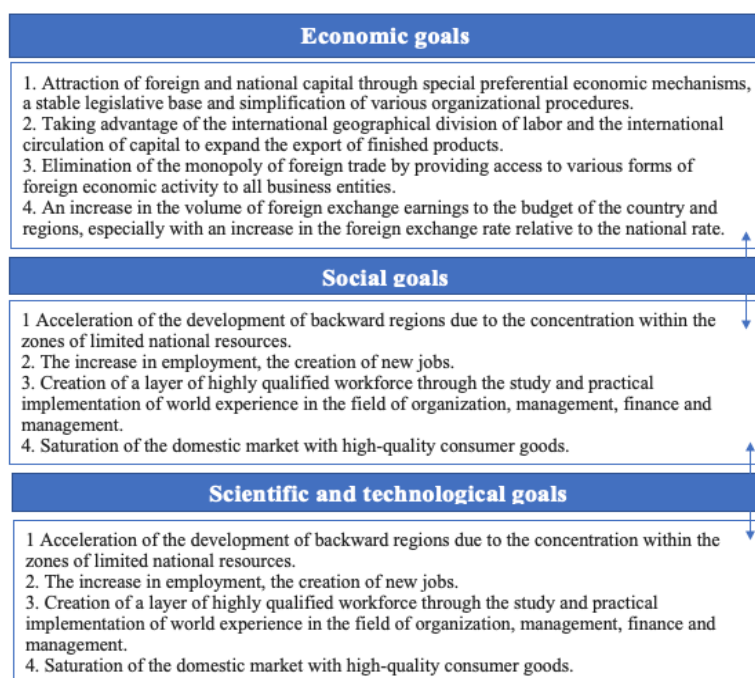 Economic goals
1. Attraction of foreign and national capital through special preferential economic mechanisms,
a stable legislative base and simplification of various organizational procedures.
2. Taking advantage of the international geographical division of labor and the international
circulation of capital to expand the export of finished products.
3. Elimination of the monopoly of foreign trade by providing access to various forms of
foreign economic activity to all business entities.
4. An increase in the volume of foreign exchange earnings to the budget of the country and
regions, especially with an increase in the foreign exchange rate relative to the national rate.
Social goals
1 Acceleration of the development of backward regions due to the concentration within the
zones of limited national resources.
2. The increase in employment, the creation of new jobs.
3. Creation of a layer of highly qualified workforce through the study and practical
implementation of world experience in the field of organization, management, finance and
management.
4. Saturation of the domestic market with high-quality consumer goods.
Scientific and technological goals
1 Acceleration of the development of backward regions due to the concentration within the
zones of limited national resources.
2. The increase in employment, the creation of new jobs.
3. Creation of a layer of highly qualified workforce through the study and practical
implementation of world experience in the field of organization, management, finance and
management.
4. Saturation of the domestic market with high-quality consumer goods.